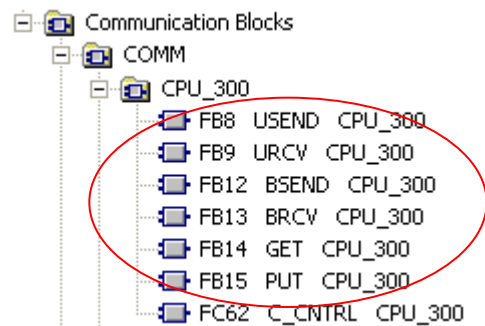 Communication Blocks
COMM
CPU_300
FB8 USEND CPU_300
FB9 URCV CPU_300
FB12 BSEND CPU_300
FB13 BRCV CPU_300
FB14 GET CPU_300
FB15 PUT CPU_300
FC62 C_CNTRL CPU_300